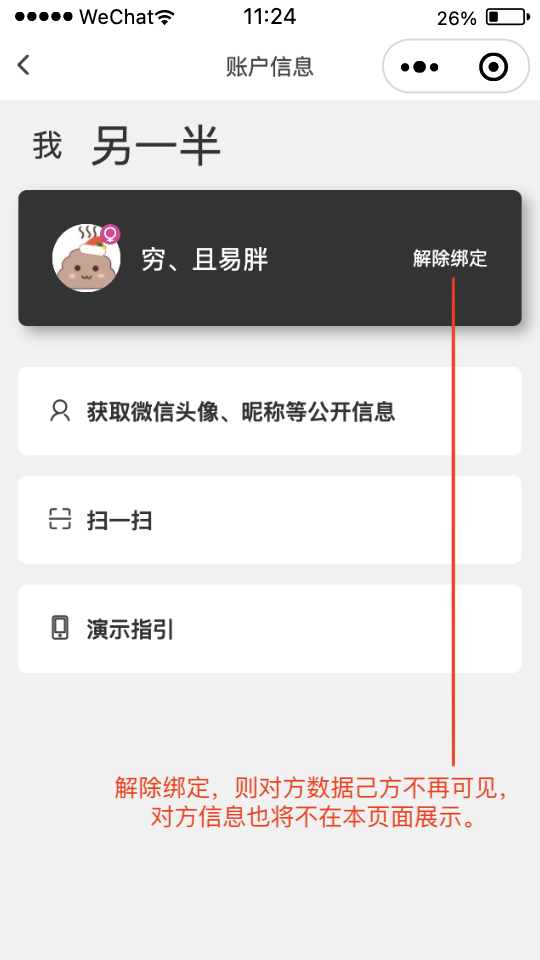 WeChat 11:24 26%
账户信息
我 另一半
穷、且易胖 解除绑定
获取微信头像、昵称等公开信息
扫一扫
演示指引
解除绑定，则对方数据己方不再可见，
对方信息也将不在本页面展示。